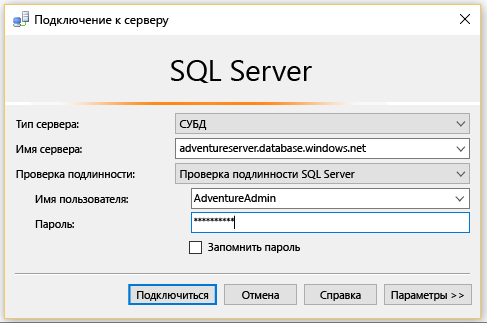 Подключение к серверу
SQL Server
Тип сервера: СУБД
Имя сервера: adventureserver.database.windows.net
Проверка подлинности: Проверка подлинности SQL Server
Имя пользователя: AdventureAdmin
Пароль: **********
Запомнить пароль
Подключиться Отмена Справка Параметры >>